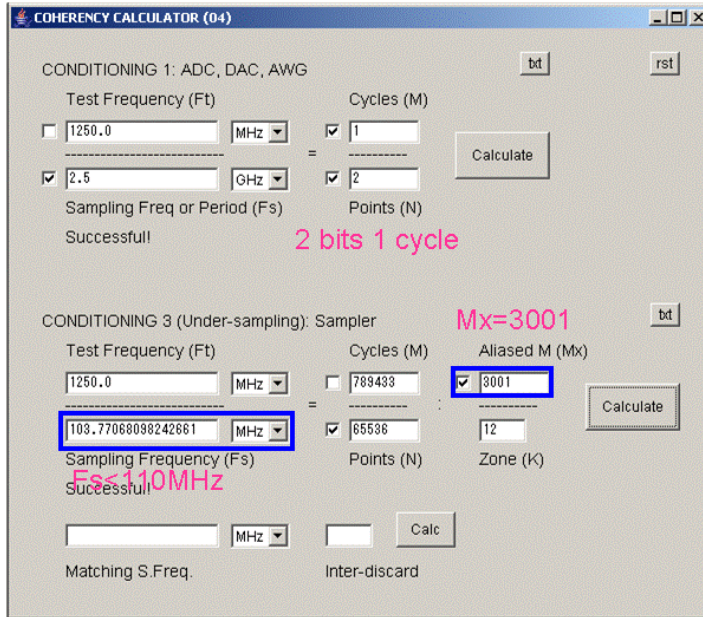 COHERENCY CALCULATOR (04)
CONDITIONING 1: ADC, DAC, AWG
txt
rst
Test Frequency (Ft)
Cycles (M)
1250.0
MHz
1
---------------------------
=
----------
Calculate
2.5
GHz
2
Sampling Freq or Period (Fs)
Points (N)
Successful!
2 bits 1 cycle
CONDITIONING 3 (Under-sampling): Sampler
Mx=3001
txt
Test Frequency (Ft)
Cycles (M)
Aliased M (Mx)
1250.0
MHz
789433
3001
---------------------------
=
----------
:
----------
Calculate
103.77068098242661
MHz
65536
12
Sampling Frequency (Fs)
Points (N)
Zone (K)
Fs<110MHz
Successful!
MHz
Calc
Matching S.Freq.
Inter-discard